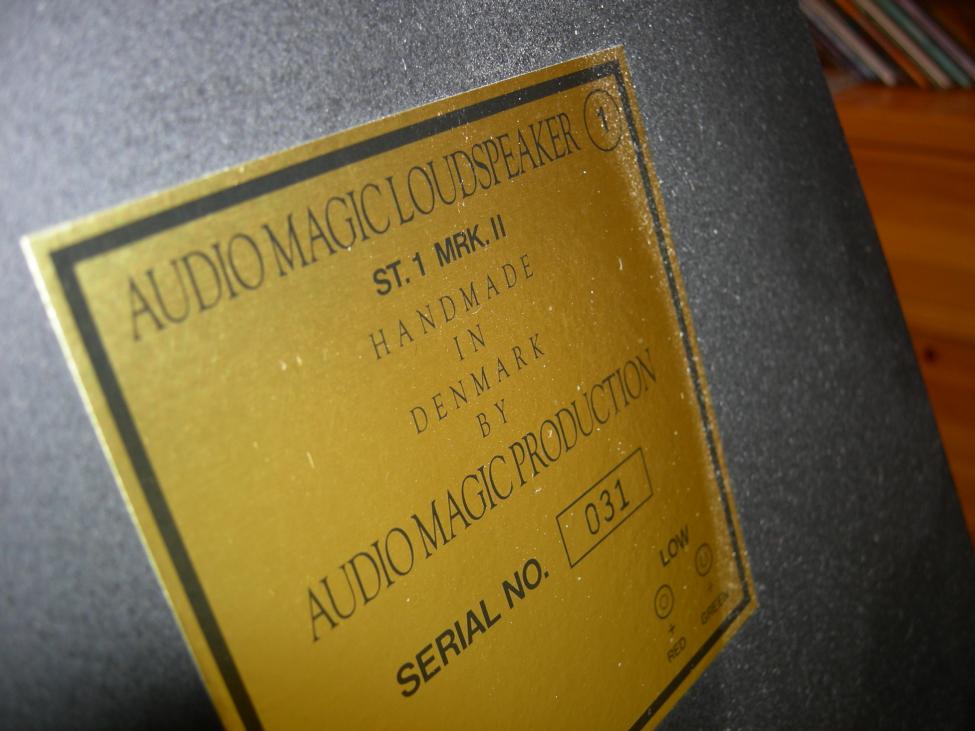 AUDIO MAGIC LOUDSPEAKER 1
ST. 1 MRK. II
HANDMADE
IN
DENMARK
BY
AUDIO MAGIC PRODUCTION
SERIAL NO. 031
LOW
+ -
RED GREEN